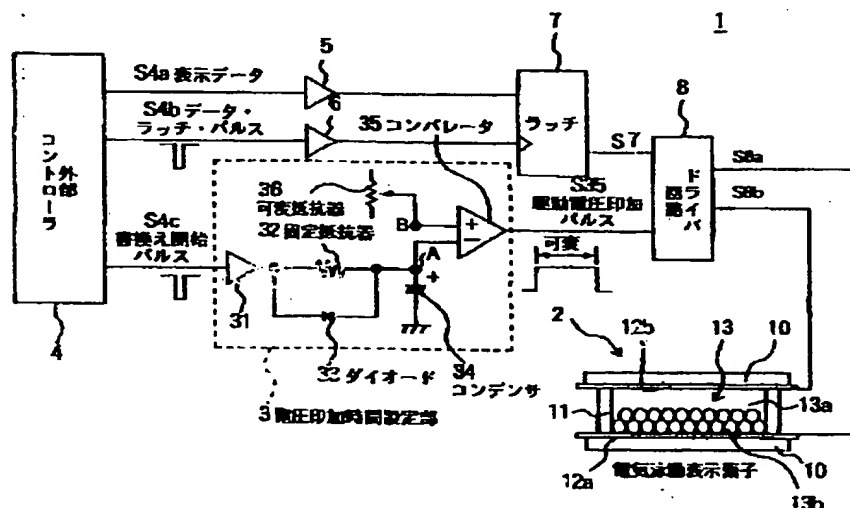 1
7
5
S4a 表示データ
8
6
S4b データ・
ラッチ・パルス
35 コンパレータ
ラッチ
S7
外部
コントローラ
36
可変抵抗器
32 固定抵抗器
B
+
−
S35
駆動電圧印加
パルス
可変
ドライバ
回路
S8a
S8b
S4c
書換え開始
パルス
A
+
31
4
2
33 ダイオード
34
コンデンサ
3 電圧印加時間設定部
12b
13
10
11
13a
12a
電気泳動表示素子
10
13b